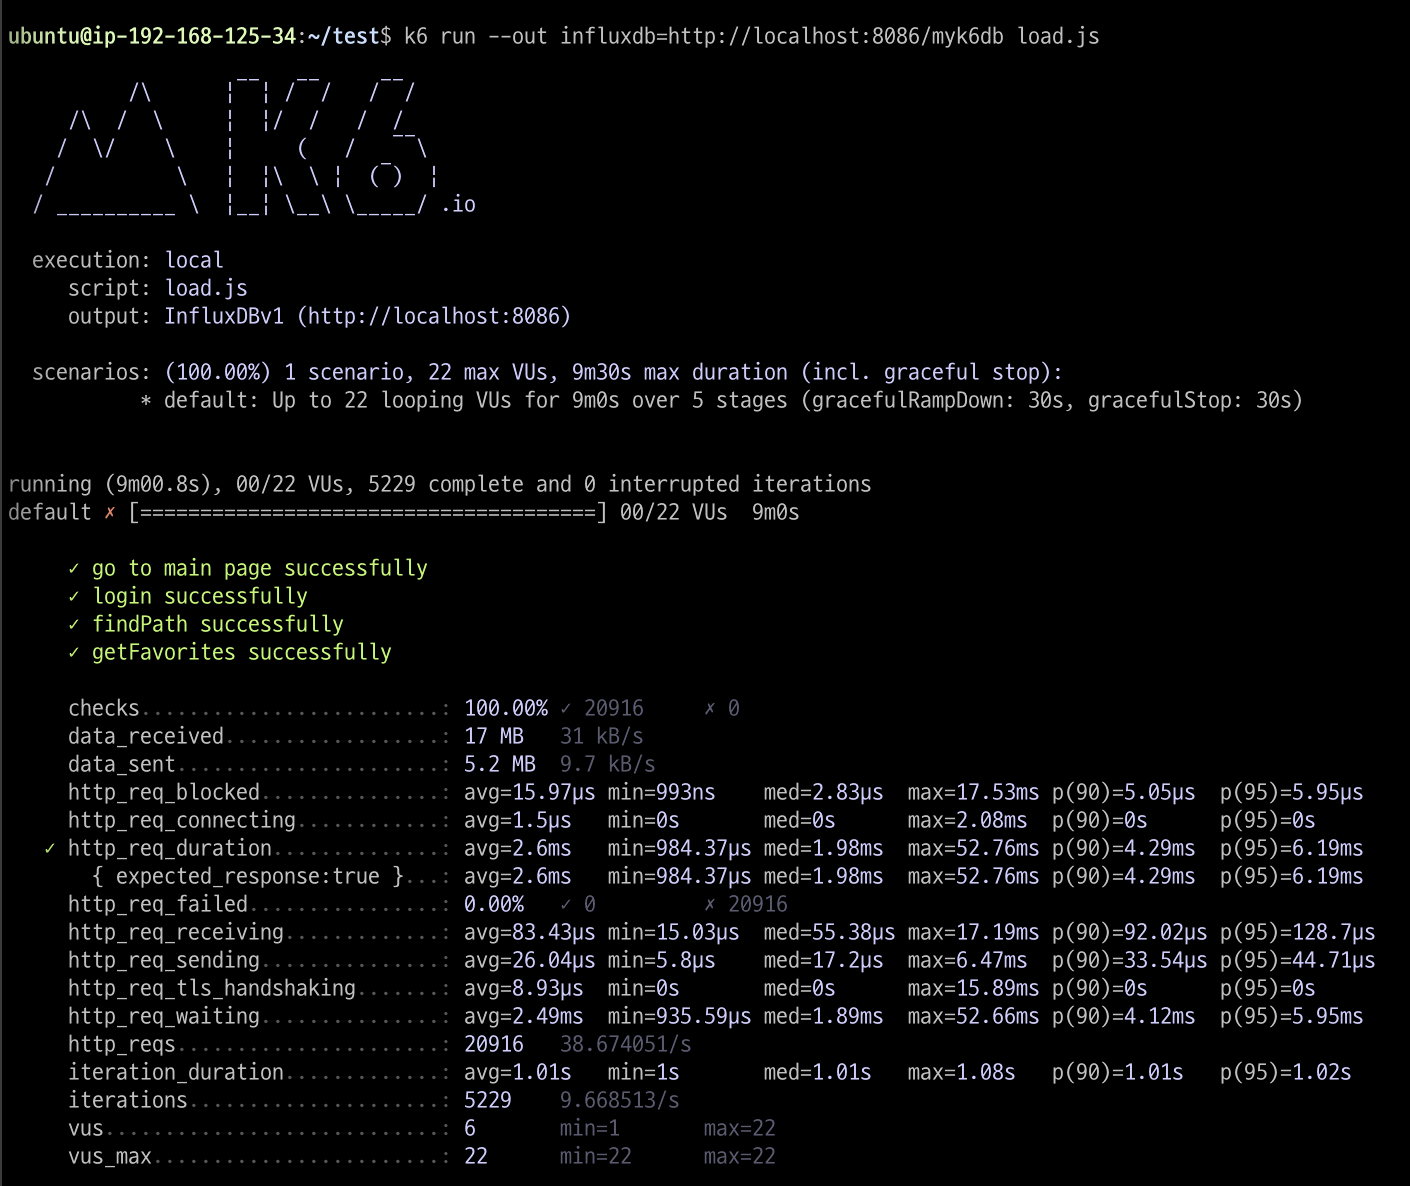 ubuntu@ip-192-168-125-34:~/test$ k6 run --out influxdb=http://localhost:8086/myk6db load.js
K6 .io
execution: local
script: load.js
output: InfluxDBv1 (http://localhost:8086)
scenarios: (100.00%) 1 scenario, 22 max VUs, 9m30s max duration (incl. graceful stop):
* default: Up to 22 looping VUs for 9m0s over 5 stages (gracefulRampDown: 30s, gracefulStop: 30s)
running (9m00.8s), 00/22 VUs, 5229 complete and 0 interrupted iterations
default ✗ [======================================] 00/22 VUs  9m0s
✓ go to main page successfully
✓ login successfully
✓ findPath successfully
✓ getFavorites successfully
checks.........................: 100.00% ✓ 20916     ✗ 0
data_received..................: 17 MB   31 kB/s
data_sent......................: 5.2 MB  9.7 kB/s
http_req_blocked...............: avg=15.97µs min=993ns    med=2.83µs  max=17.53ms p(90)=5.05µs  p(95)=5.95µs
http_req_connecting............: avg=1.5µs   min=0s       med=0s      max=2.08ms  p(90)=0s      p(95)=0s
✓ http_req_duration..............: avg=2.6ms   min=984.37µs med=1.98ms  max=52.76ms p(90)=4.29ms  p(95)=6.19ms
{ expected_response:true }...: avg=2.6ms   min=984.37µs med=1.98ms  max=52.76ms p(90)=4.29ms  p(95)=6.19ms
http_req_failed................: 0.00%   ✓ 0         ✗ 20916
http_req_receiving.............: avg=83.43µs min=15.03µs  med=55.38µs max=17.19ms p(90)=92.02µs p(95)=128.7µs
http_req_sending...............: avg=26.04µs min=5.8µs    med=17.2µs  max=6.47ms  p(90)=33.54µs p(95)=44.71µs
http_req_tls_handshaking.......: avg=8.93µs  min=0s       med=0s      max=15.89ms p(90)=0s      p(95)=0s
http_req_waiting...............: avg=2.49ms  min=935.59µs med=1.89ms  max=52.66ms p(90)=4.12ms  p(95)=5.95ms
http_reqs......................: 20916   38.674051/s
iteration_duration.............: avg=1.01s   min=1s       med=1.01s   max=1.08s   p(90)=1.01s   p(95)=1.02s
iterations.....................: 5229    9.668513/s
vus............................: 6       min=1       max=22
vus_max........................: 22      min=22      max=22